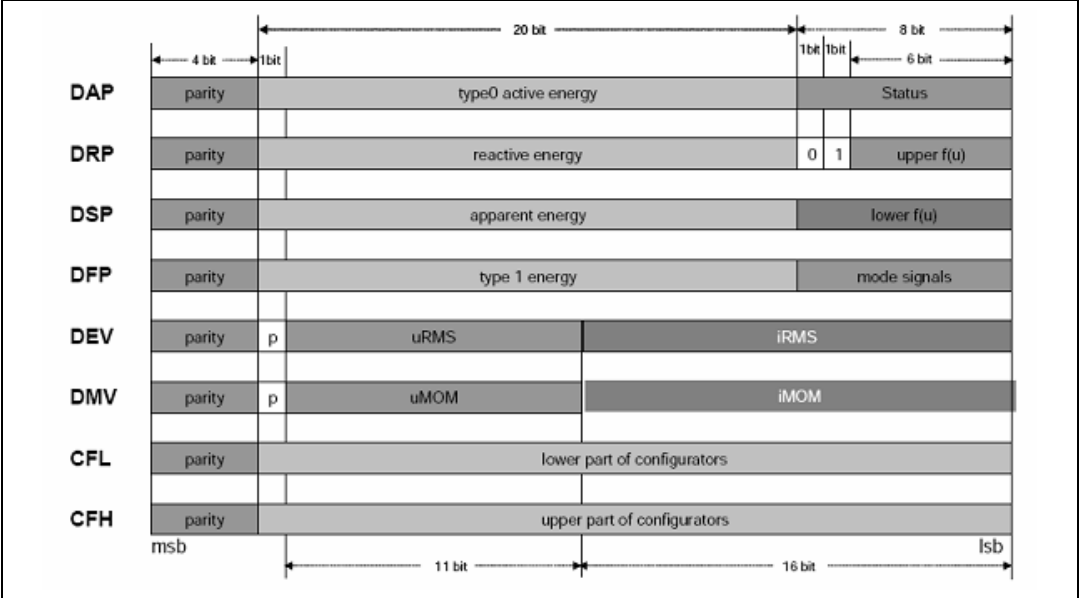 20 bit 8 bit
4 bit 1bit 1bit 1bit 6 bit
DAP parity type0 active energy Status
DRP parity reactive energy 0 1 upper f(u)
DSP parity apparent energy lower f(u)
DFP parity type 1 energy mode signals
DEV parity p uRMS iRMS
DMV parity p uMOM iMOM
CFL parity lower part of configurators
CFH parity upper part of configurators
msb lsb
11 bit 16 bit